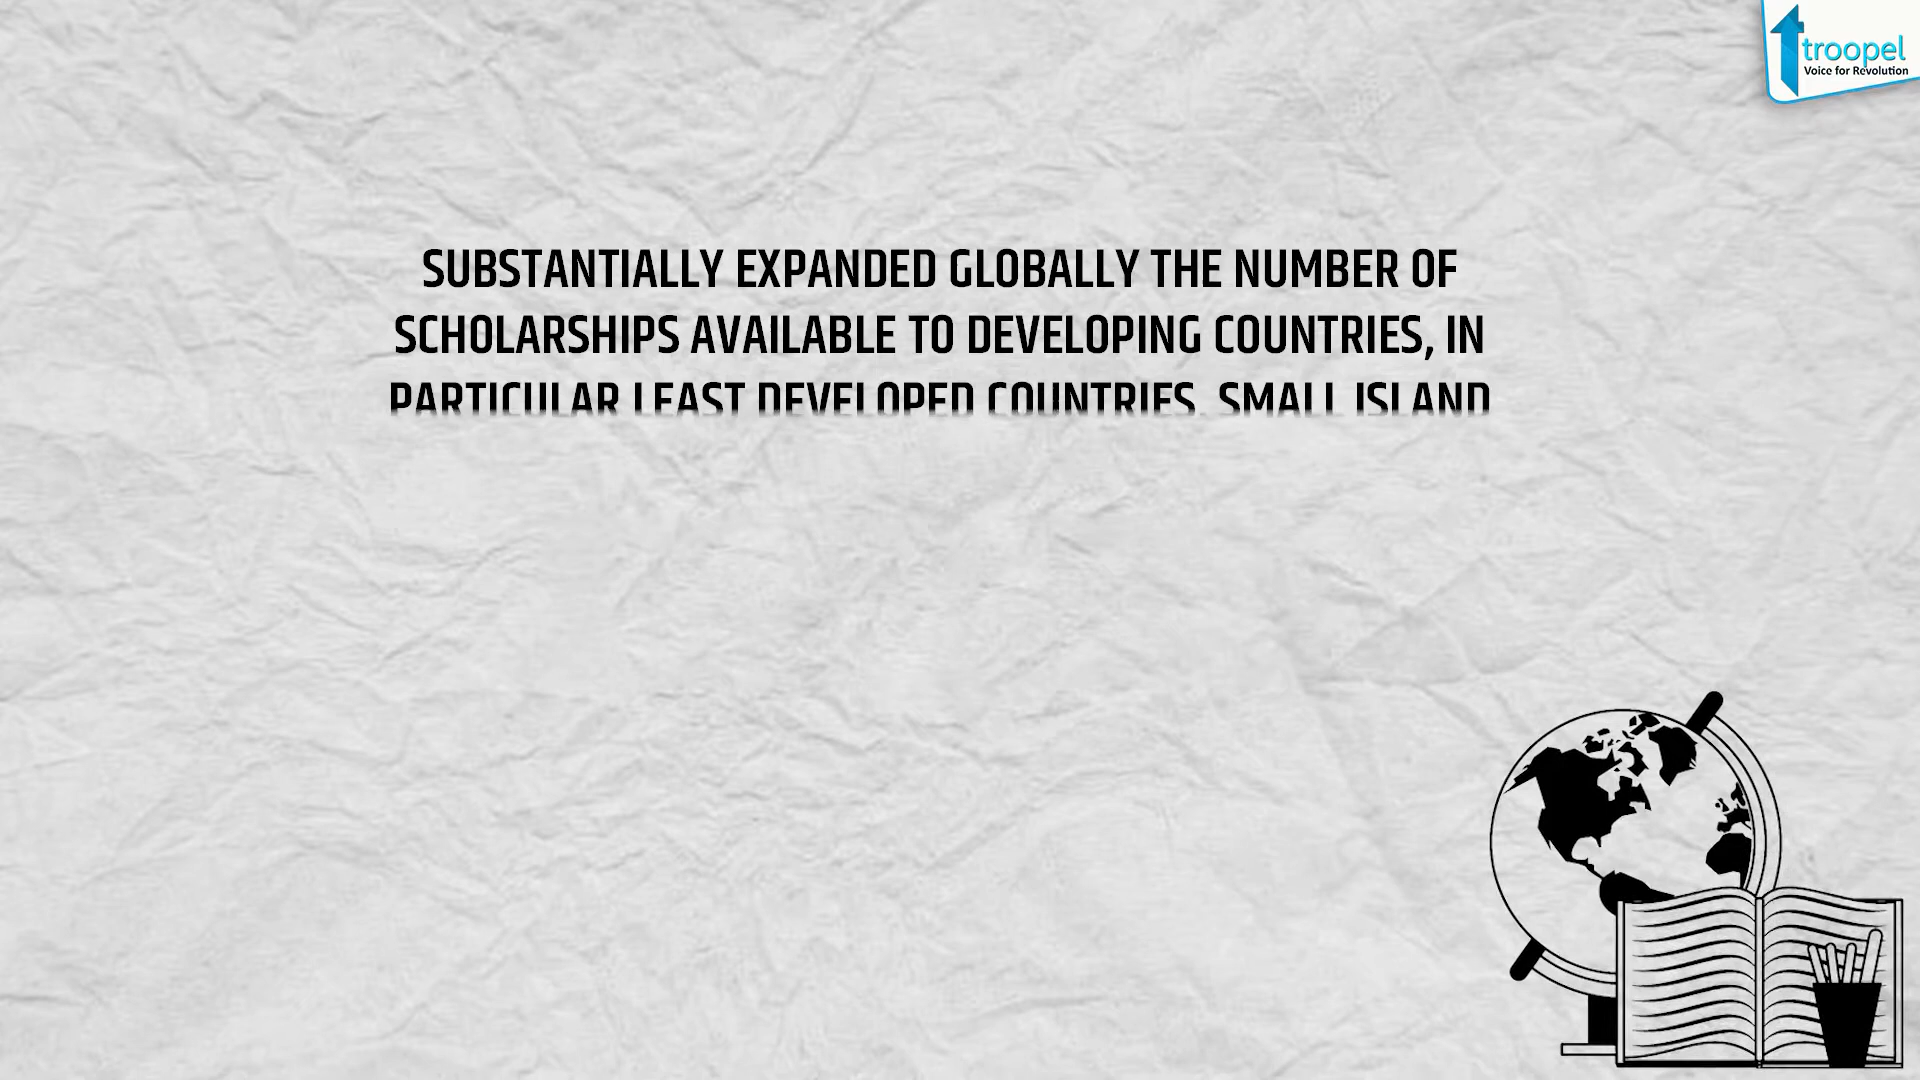 troopel
Voice for Revolution
SUBSTANTIALLY EXPANDED GLOBALLY THE NUMBER OF
SCHOLARSHIPS AVAILABLE TO DEVELOPING COUNTRIES, IN
PARTICULAR LEAST DEVELOPED COUNTRIES, SMALL ISLAND